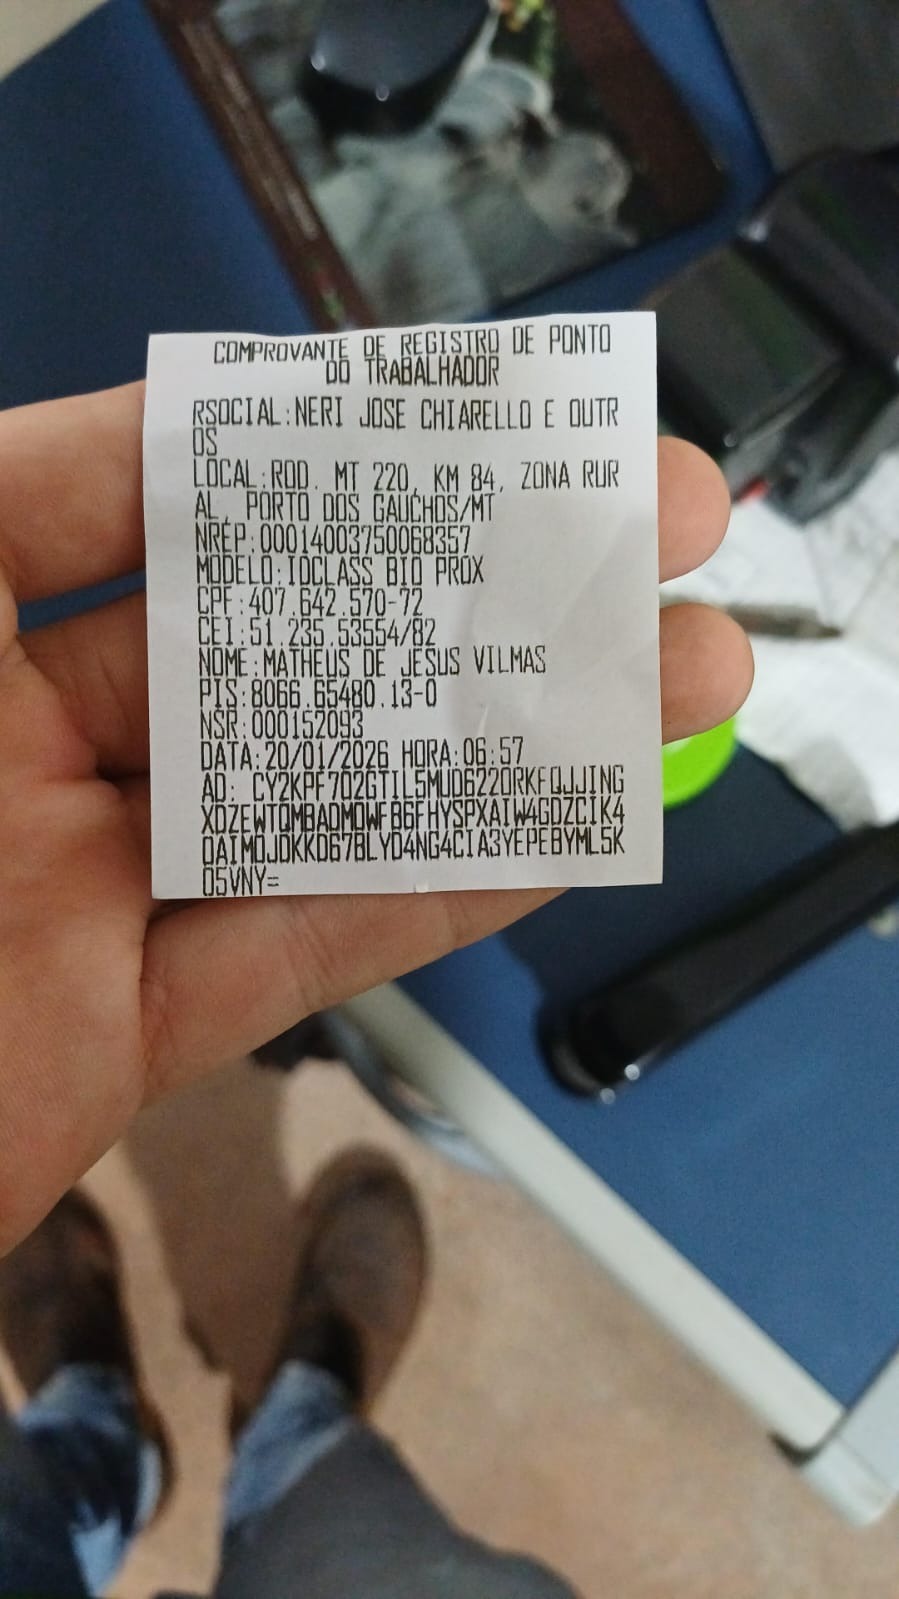 COMPROVANTE DE REGISTRO DE PONTO
DO TRABALHADOR
RSOCIAL:NERI JOSE CHIARELLO E OUTR
OS
LOCAL:ROD. MT 220, KM 84, ZONA RUR
AL, PORTO DOS GAUCHOS/MT
NREP:00014003750068357
MODELO:IDCLASS BIO PROX
CPF:407.642.570-72
CEI:51.235.53554/82
NOME:MATHEUS DE JESUS VILMAS
PIS:8066.65480.13-0
NSR:000152093
DATA:20/01/2026 HORA:06:57
AD: CY2KPF7O2GTIL5MUD622DRKFQJJING
XDZEWTQMBADMOWFB6FHYSPXAIW4GDZCIK4
OAIMOJDKKD67BLYD4NG4CIA3YEPEBYML5K
O5VNY=